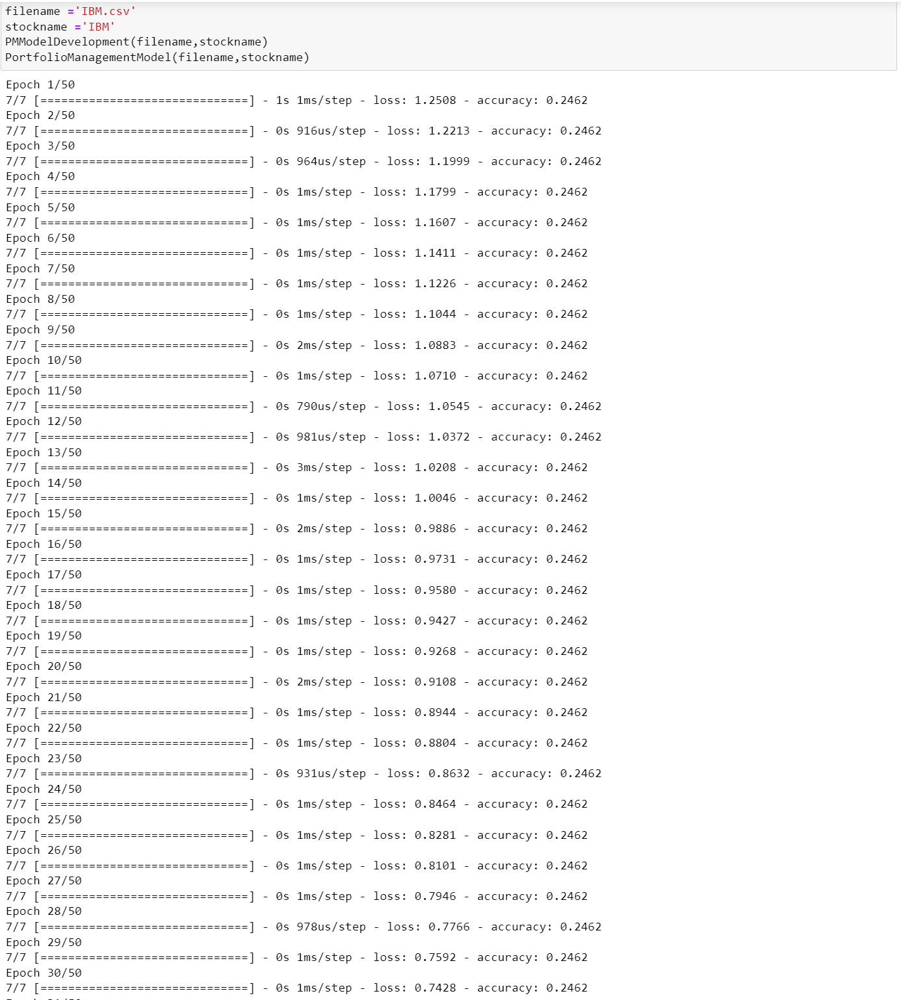 filename ='IBM.csv'
stockname ='IBM'
PMModelDevelopment(filename,stockname)
PortfolioManagementModel(filename,stockname)
Epoch 1/50
7/7 [==============================] - 1s 1ms/step - loss: 1.2508 - accuracy: 0.2462
Epoch 2/50
7/7 [==============================] - 0s 916us/step - loss: 1.2213 - accuracy: 0.2462
Epoch 3/50
7/7 [==============================] - 0s 964us/step - loss: 1.1999 - accuracy: 0.2462
Epoch 4/50
7/7 [==============================] - 0s 1ms/step - loss: 1.1799 - accuracy: 0.2462
Epoch 5/50
7/7 [==============================] - 0s 1ms/step - loss: 1.1607 - accuracy: 0.2462
Epoch 6/50
7/7 [==============================] - 0s 1ms/step - loss: 1.1411 - accuracy: 0.2462
Epoch 7/50
7/7 [==============================] - 0s 1ms/step - loss: 1.1226 - accuracy: 0.2462
Epoch 8/50
7/7 [==============================] - 0s 1ms/step - loss: 1.1044 - accuracy: 0.2462
Epoch 9/50
7/7 [==============================] - 0s 2ms/step - loss: 1.0883 - accuracy: 0.2462
Epoch 10/50
7/7 [==============================] - 0s 1ms/step - loss: 1.0710 - accuracy: 0.2462
Epoch 11/50
7/7 [==============================] - 0s 790us/step - loss: 1.0545 - accuracy: 0.2462
Epoch 12/50
7/7 [==============================] - 0s 981us/step - loss: 1.0372 - accuracy: 0.2462
Epoch 13/50
7/7 [==============================] - 0s 3ms/step - loss: 1.0208 - accuracy: 0.2462
Epoch 14/50
7/7 [==============================] - 0s 1ms/step - loss: 1.0046 - accuracy: 0.2462
Epoch 15/50
7/7 [==============================] - 0s 2ms/step - loss: 0.9886 - accuracy: 0.2462
Epoch 16/50
7/7 [==============================] - 0s 1ms/step - loss: 0.9731 - accuracy: 0.2462
Epoch 17/50
7/7 [==============================] - 0s 1ms/step - loss: 0.9580 - accuracy: 0.2462
Epoch 18/50
7/7 [==============================] - 0s 1ms/step - loss: 0.9427 - accuracy: 0.2462
Epoch 19/50
7/7 [==============================] - 0s 1ms/step - loss: 0.9268 - accuracy: 0.2462
Epoch 20/50
7/7 [==============================] - 0s 2ms/step - loss: 0.9108 - accuracy: 0.2462
Epoch 21/50
7/7 [==============================] - 0s 1ms/step - loss: 0.8944 - accuracy: 0.2462
Epoch 22/50
7/7 [==============================] - 0s 1ms/step - loss: 0.8804 - accuracy: 0.2462
Epoch 23/50
7/7 [==============================] - 0s 931us/step - loss: 0.8632 - accuracy: 0.2462
Epoch 24/50
7/7 [==============================] - 0s 1ms/step - loss: 0.8464 - accuracy: 0.2462
Epoch 25/50
7/7 [==============================] - 0s 1ms/step - loss: 0.8281 - accuracy: 0.2462
Epoch 26/50
7/7 [==============================] - 0s 1ms/step - loss: 0.8101 - accuracy: 0.2462
Epoch 27/50
7/7 [==============================] - 0s 1ms/step - loss: 0.7946 - accuracy: 0.2462
Epoch 28/50
7/7 [==============================] - 0s 978us/step - loss: 0.7766 - accuracy: 0.2462
Epoch 29/50
7/7 [==============================] - 0s 1ms/step - loss: 0.7592 - accuracy: 0.2462
Epoch 30/50
7/7 [==============================] - 0s 1ms/step - loss: 0.7428 - accuracy: 0.2462